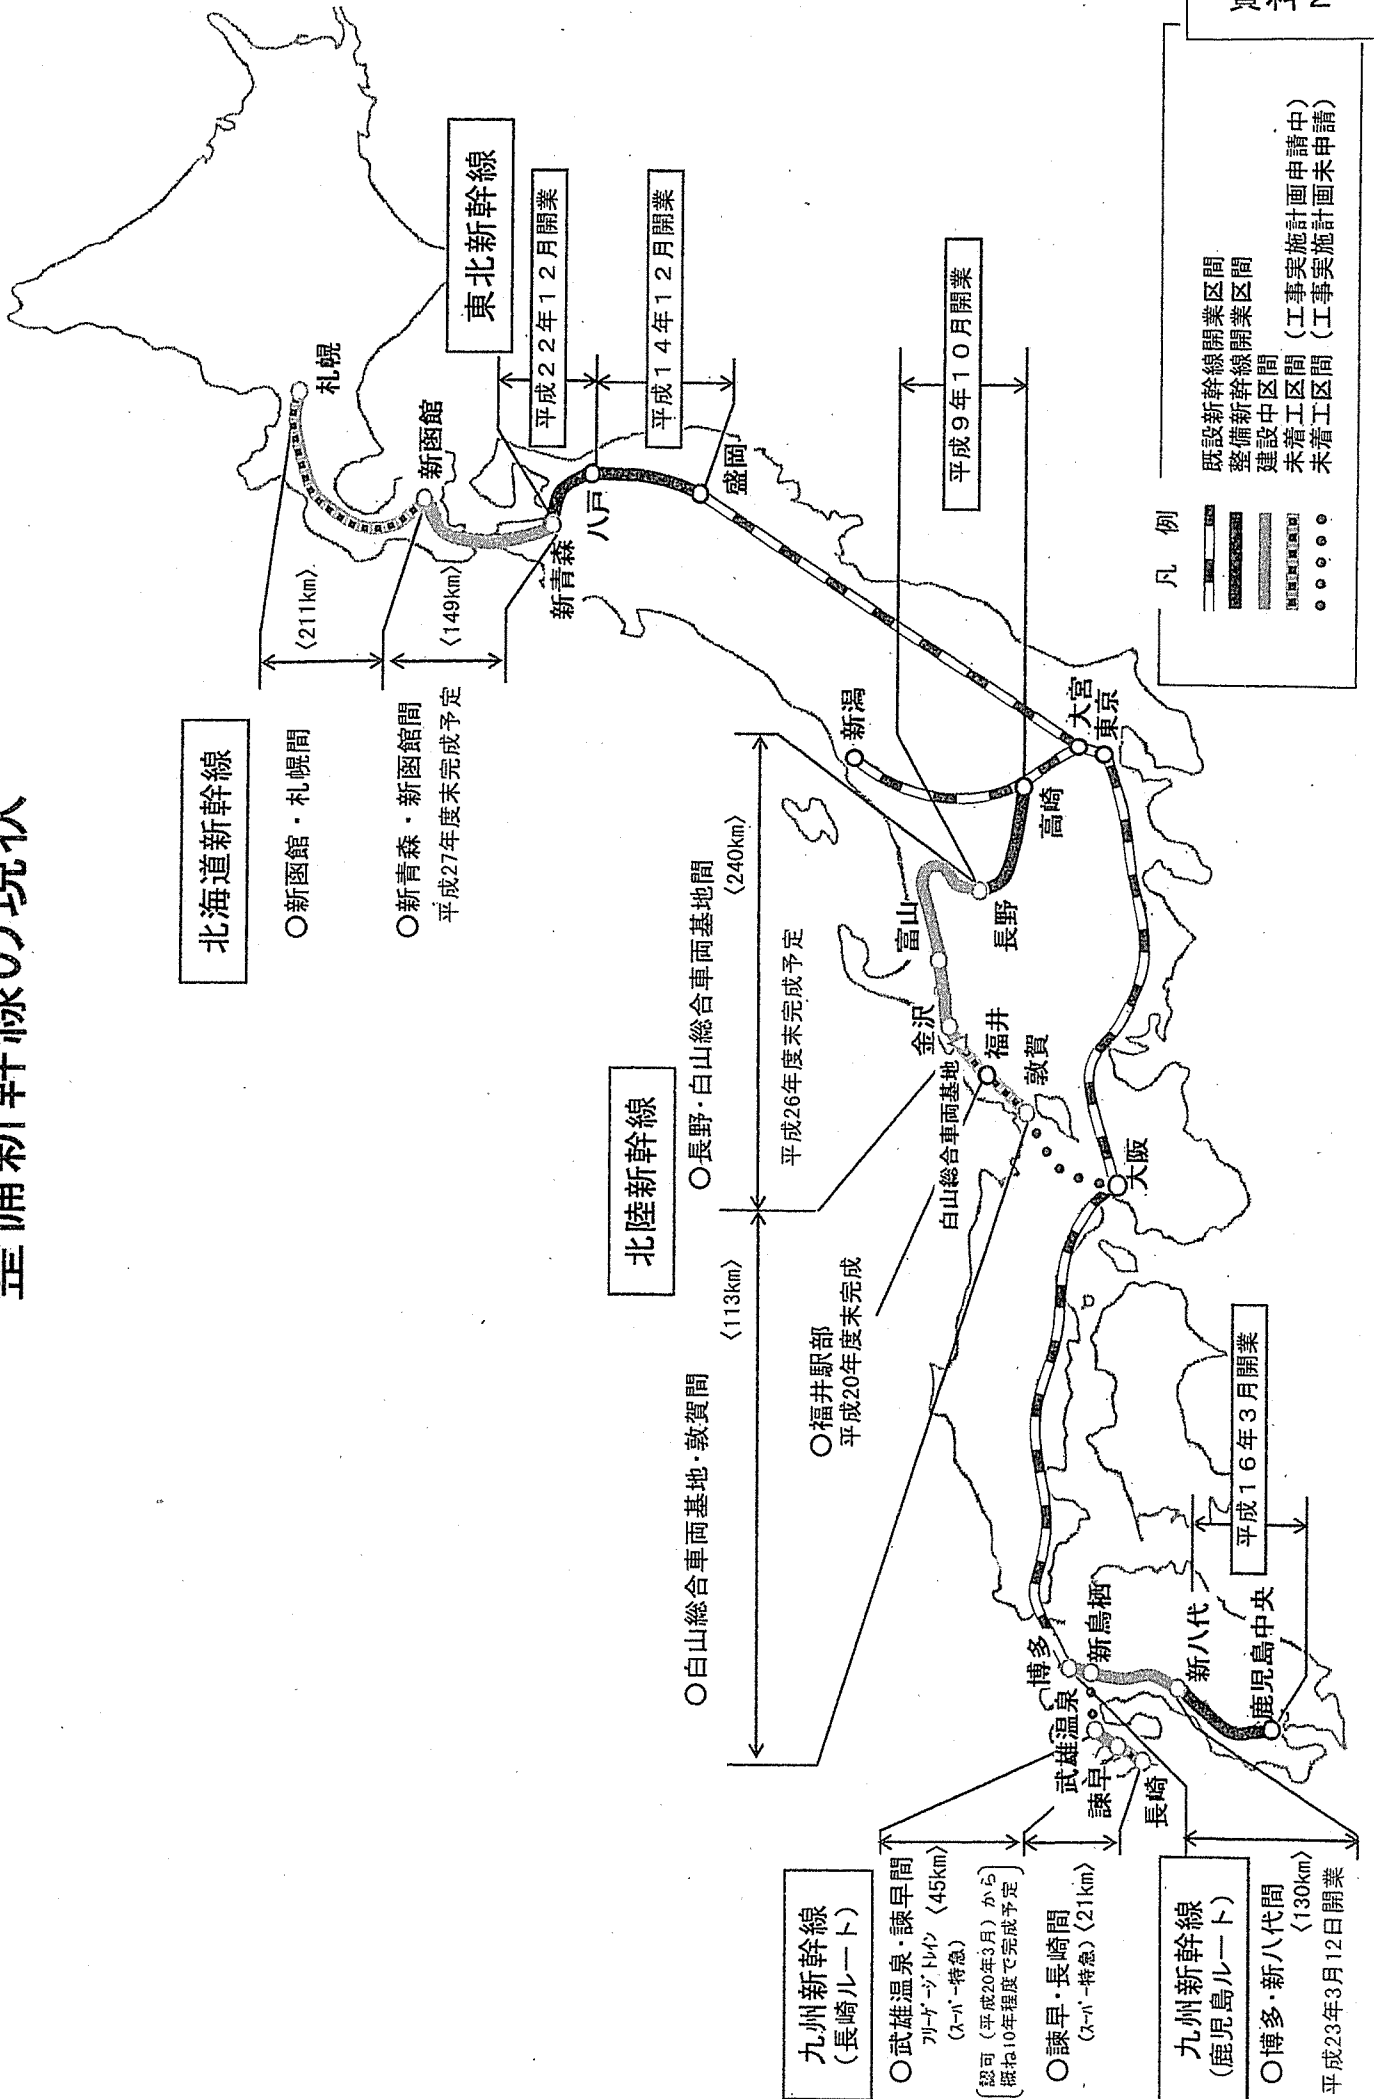 整備新幹線の現状
資料２
北海道新幹線
○新函館・札幌間
〈211km〉
○新青森・新函館間
平成27年度末完成予定
〈149km〉
東北新幹線
平成２２年１２月開業
平成１４年１２月開業
平成９年１０月開業
北陸新幹線
○長野・白山総合車両基地間
〈240km〉
平成26年度末完成予定
○白山総合車両基地・敦賀間
〈113km〉
○福井駅部
平成20年度末完成
九州新幹線
（長崎ルート）
○武雄温泉・諫早間
ﾌﾘｰｹﾞｰｼﾞﾄﾚｲﾝ 〈45km〉
（ｽｰﾊﾟｰ特急）
認可（平成20年3月）から
概ね10年程度で完成予定
○諫早・長崎間
（ｽｰﾊﾟｰ特急）〈21km〉
九州新幹線
（鹿児島ルート）
○博多・新八代間
〈130km〉
平成23年3月12日開業
平成１６年３月開業
札幌
新函館
新青森
八戸
盛岡
新潟
大宮
東京
高崎
長野
富山
金沢
白山総合車両基地
福井
敦賀
大阪
博多
新鳥栖
武雄温泉
諫早
長崎
新八代
鹿児島中央
凡　例
既設新幹線開業区間
整備新幹線開業区間
建設中区間
未着工区間（工事実施計画申請中）
未着工区間（工事実施計画未申請）